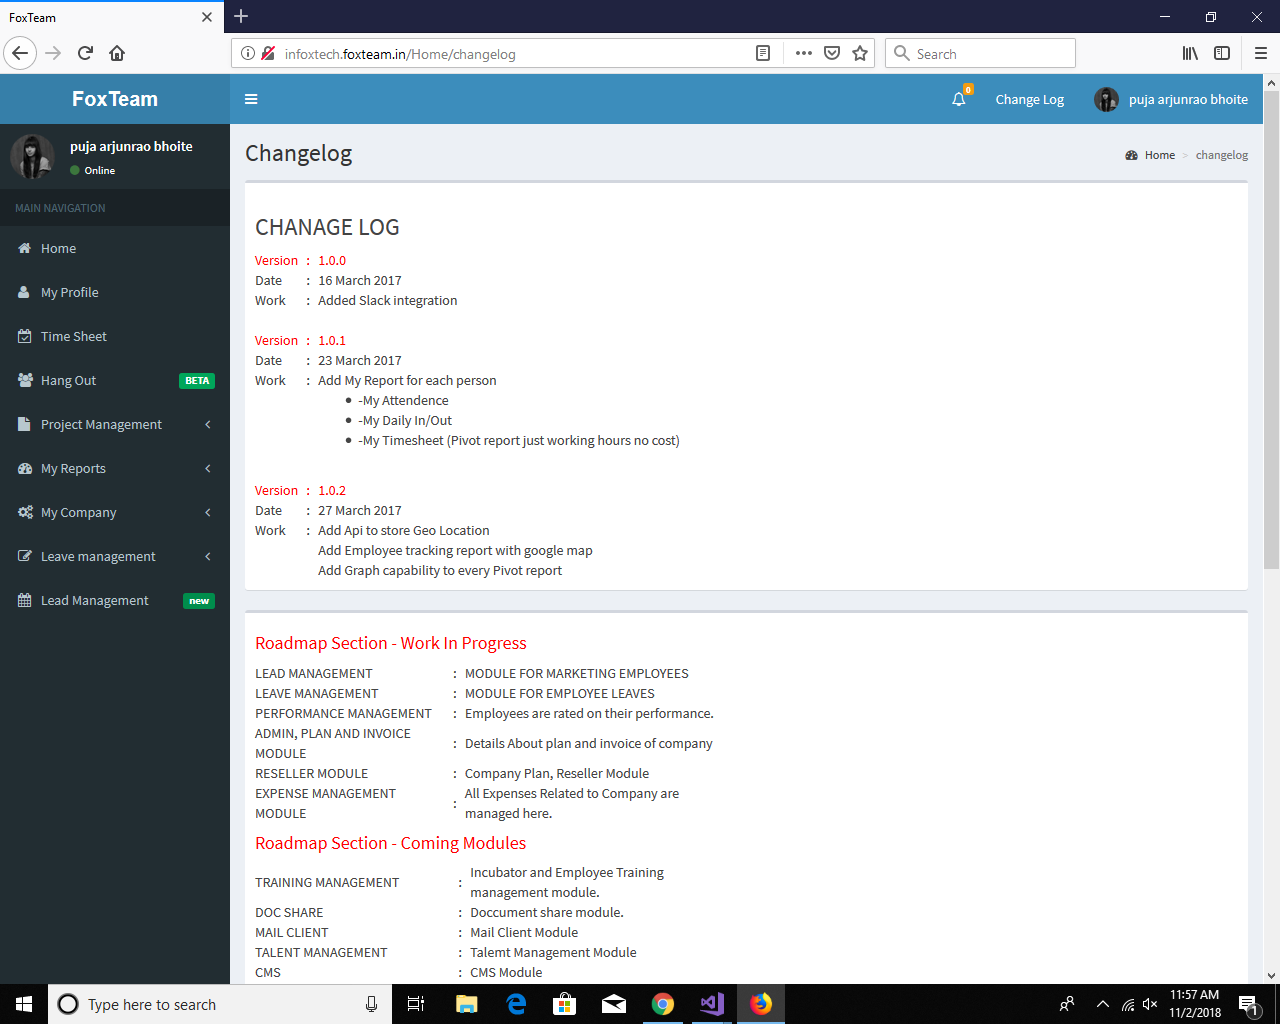 FoxTeam
infoxtech.foxteam.in/Home/changelog
Search
FoxTeam
0
Change Log
puja arjunrao bhoite
puja arjunrao bhoite
Online
MAIN NAVIGATION
Home
My Profile
Time Sheet
Hang Out BETA
Project Management
My Reports
My Company
Leave management
Lead Management new
Changelog
Home > changelog
CHANAGE LOG
Version : 1.0.0
Date : 16 March 2017
Work : Added Slack integration
Version : 1.0.1
Date : 23 March 2017
Work : Add My Report for each person
• -My Attendence
• -My Daily In/Out
• -My Timesheet (Pivot report just working hours no cost)
Version : 1.0.2
Date : 27 March 2017
Work : Add Api to store Geo Location
Add Employee tracking report with google map
Add Graph capability to every Pivot report
Roadmap Section - Work In Progress
LEAD MANAGEMENT : MODULE FOR MARKETING EMPLOYEES
LEAVE MANAGEMENT : MODULE FOR EMPLOYEE LEAVES
PERFORMANCE MANAGEMENT : Employees are rated on their performance.
ADMIN, PLAN AND INVOICE
MODULE : Details About plan and invoice of company
RESELLER MODULE : Company Plan, Reseller Module
EXPENSE MANAGEMENT
MODULE : All Expenses Related to Company are
managed here.
Roadmap Section - Coming Modules
TRAINING MANAGEMENT : Incubator and Employee Training
management module.
DOC SHARE : Doccument share module.
MAIL CLIENT : Mail Client Module
TALENT MANAGEMENT : Talemt Management Module
CMS : CMS Module
Type here to search
11:57 AM
11/2/2018
1